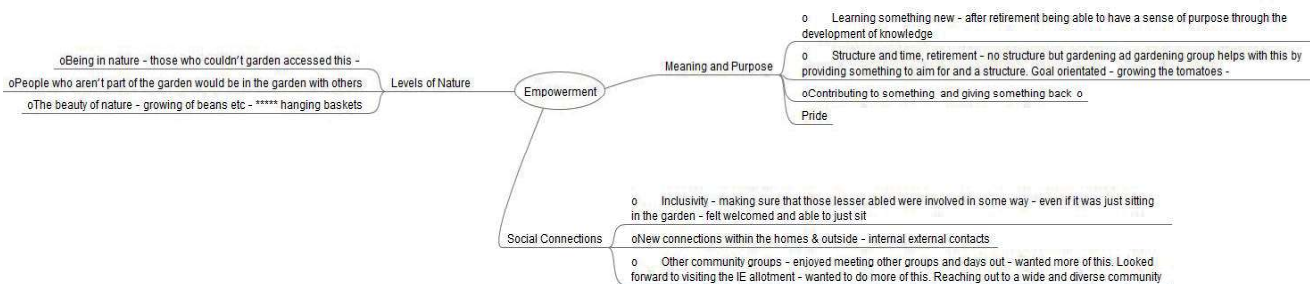 oBeing in nature - those who couldn't garden accessed this -
oPeople who aren't part of the garden would be in the garden with others
oThe beauty of nature - growing of beans etc - ***** hanging baskets
Levels of Nature
Empowerment
Meaning and Purpose
o Learning something new - after retirement being able to have a sense of purpose through the
development of knowledge
o Structure and time, retirement - no structure but gardening ad gardening group helps with this by
providing something to aim for and a structure. Goal orientated - growing the tomatoes -
oContributing to something and giving something back o
Pride
Social Connections
o Inclusivity - making sure that those lesser abled were involved in some way - even if it was just sitting
in the garden - felt welcomed and able to just sit
oNew connections within the homes & outside - internal external contacts
o Other community groups - enjoyed meeting other groups and days out - wanted more of this. Looked
forward to visiting the IE allotment - wanted to do more of this. Reaching out to a wide and diverse community